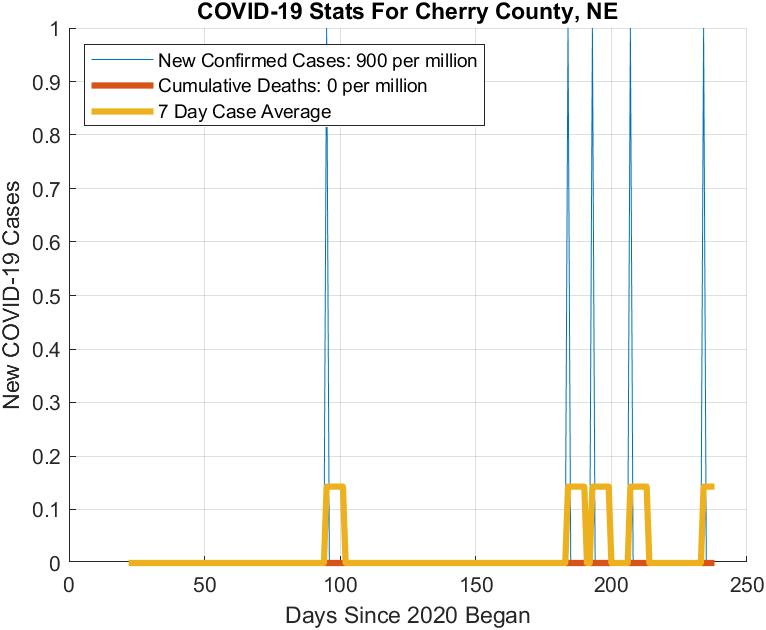 COVID-19 Stats For Cherry County, NE
New Confirmed Cases: 900 per million
Cumulative Deaths: 0 per million
7 Day Case Average
New COVID-19 Cases
1
0.9
0.8
0.7
0.6
0.5
0.4
0.3
0.2
0.1
0
0 50 100 150 200 250
Days Since 2020 Began